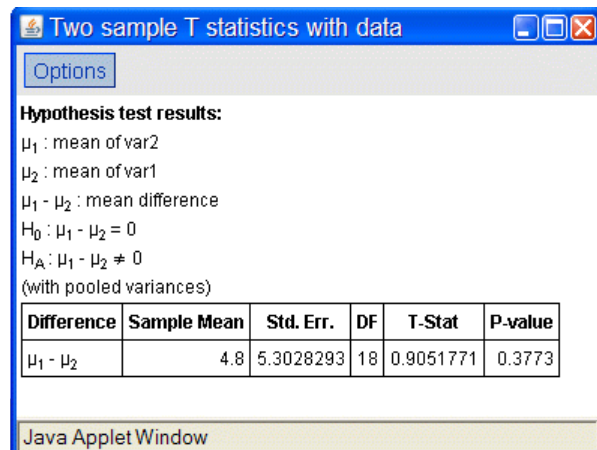 Two sample T statistics with data
Options
Hypothesis test results:
μ₁ : mean of var2
μ₂ : mean of var1
μ₁ - μ₂ : mean difference
H₀ : μ₁ - μ₂ = 0
H_A : μ₁ - μ₂ ≠ 0
(with pooled variances)
Difference Sample Mean Std. Err. DF T-Stat P-value
μ₁ - μ₂ 4.8 5.3028293 18 0.9051771 0.3773
Java Applet Window